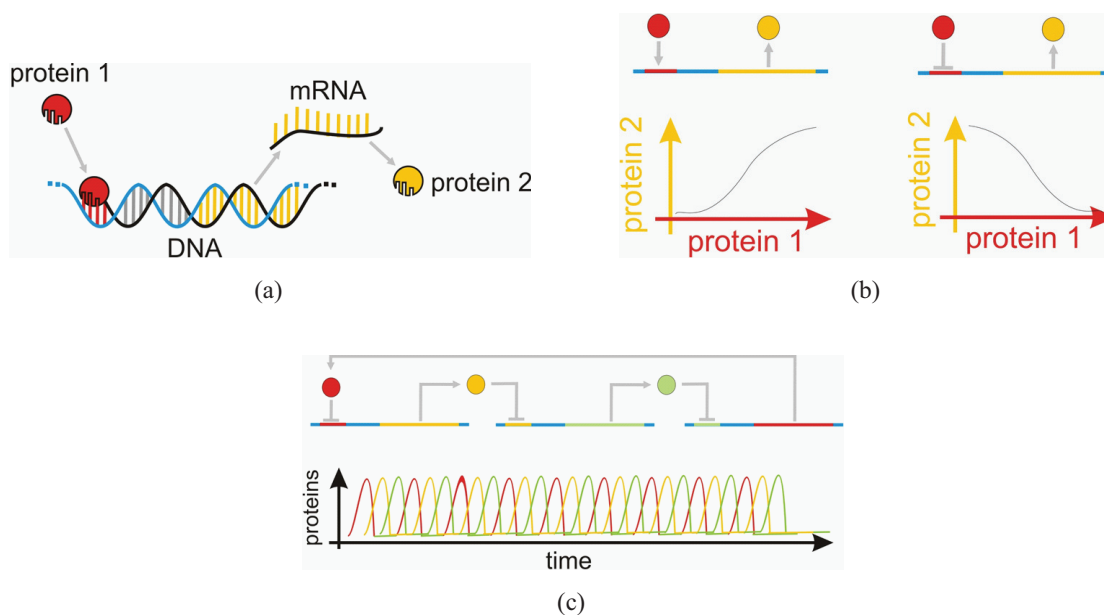 protein 1
mRNA
protein 2
DNA
(a)
protein 2
protein 1
protein 2
protein 1
(b)
proteins
time
(c)